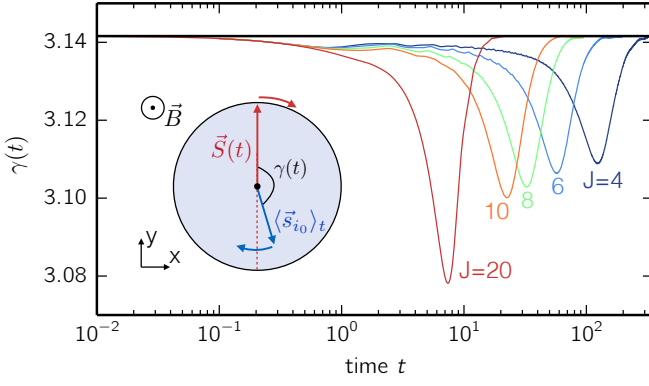 3.14
3.12
3.10
3.08
γ(t)
10⁻²
10⁻¹
10⁰
10¹
10²
time t
B⃗
S⃗(t)
γ(t)
⟨s⃗_{i₀}⟩_t
y
x
J=20
10
8
6
J=4